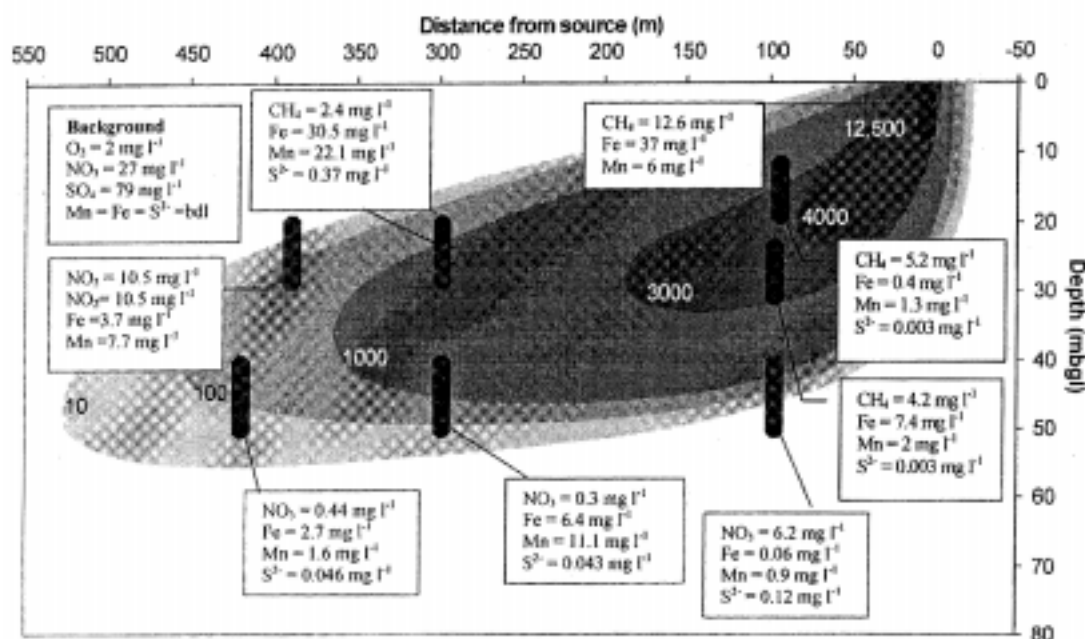 Distance from source (m)
550 500 450 400 350 300 250 200 150 100 50 0 -50
Background
O₂ = 2 mg l⁻¹
NO₃ = 27 mg l⁻¹
SO₄ = 79 mg l⁻¹
Mn = Fe = S²⁻ =bdl
CH₄ = 2.4 mg l⁻¹
Fe = 30.5 mg l⁻¹
Mn = 22.1 mg l⁻¹
S²⁻ = 0.37 mg l⁻¹
CH₄ = 12.6 mg l⁻¹
Fe = 37 mg l⁻¹
Mn = 6 mg l⁻¹
12,500
4000
3000
1000
100
10
NO₃ = 10.5 mg l⁻¹
NO₃= 10.5 mg l⁻¹
Fe =3.7 mg l⁻¹
Mn =7.7 mg l⁻¹
CH₄ = 5.2 mg l⁻¹
Fe = 0.4 mg l⁻¹
Mn = 1.3 mg l⁻¹
S²⁻ = 0.003 mg l⁻¹
CH₄ = 4.2 mg l⁻¹
Fe = 7.4 mg l⁻¹
Mn = 2 mg l⁻¹
S²⁻ = 0.003 mg l⁻¹
NO₃ = 0.44 mg l⁻¹
Fe = 2.7 mg l⁻¹
Mn = 1.6 mg l⁻¹
S²⁻ = 0.046 mg l⁻¹
NO₃ = 0.3 mg l⁻¹
Fe = 6.4 mg l⁻¹
Mn = 11.1 mg l⁻¹
S²⁻ = 0.043 mg l⁻¹
NO₃ = 6.2 mg l⁻¹
Fe = 0.06 mg l⁻¹
Mn = 0.9 mg l⁻¹
S²⁻ = 0.12 mg l⁻¹
0
10
20
30
40
50
60
70
80
Depth (mbgl)